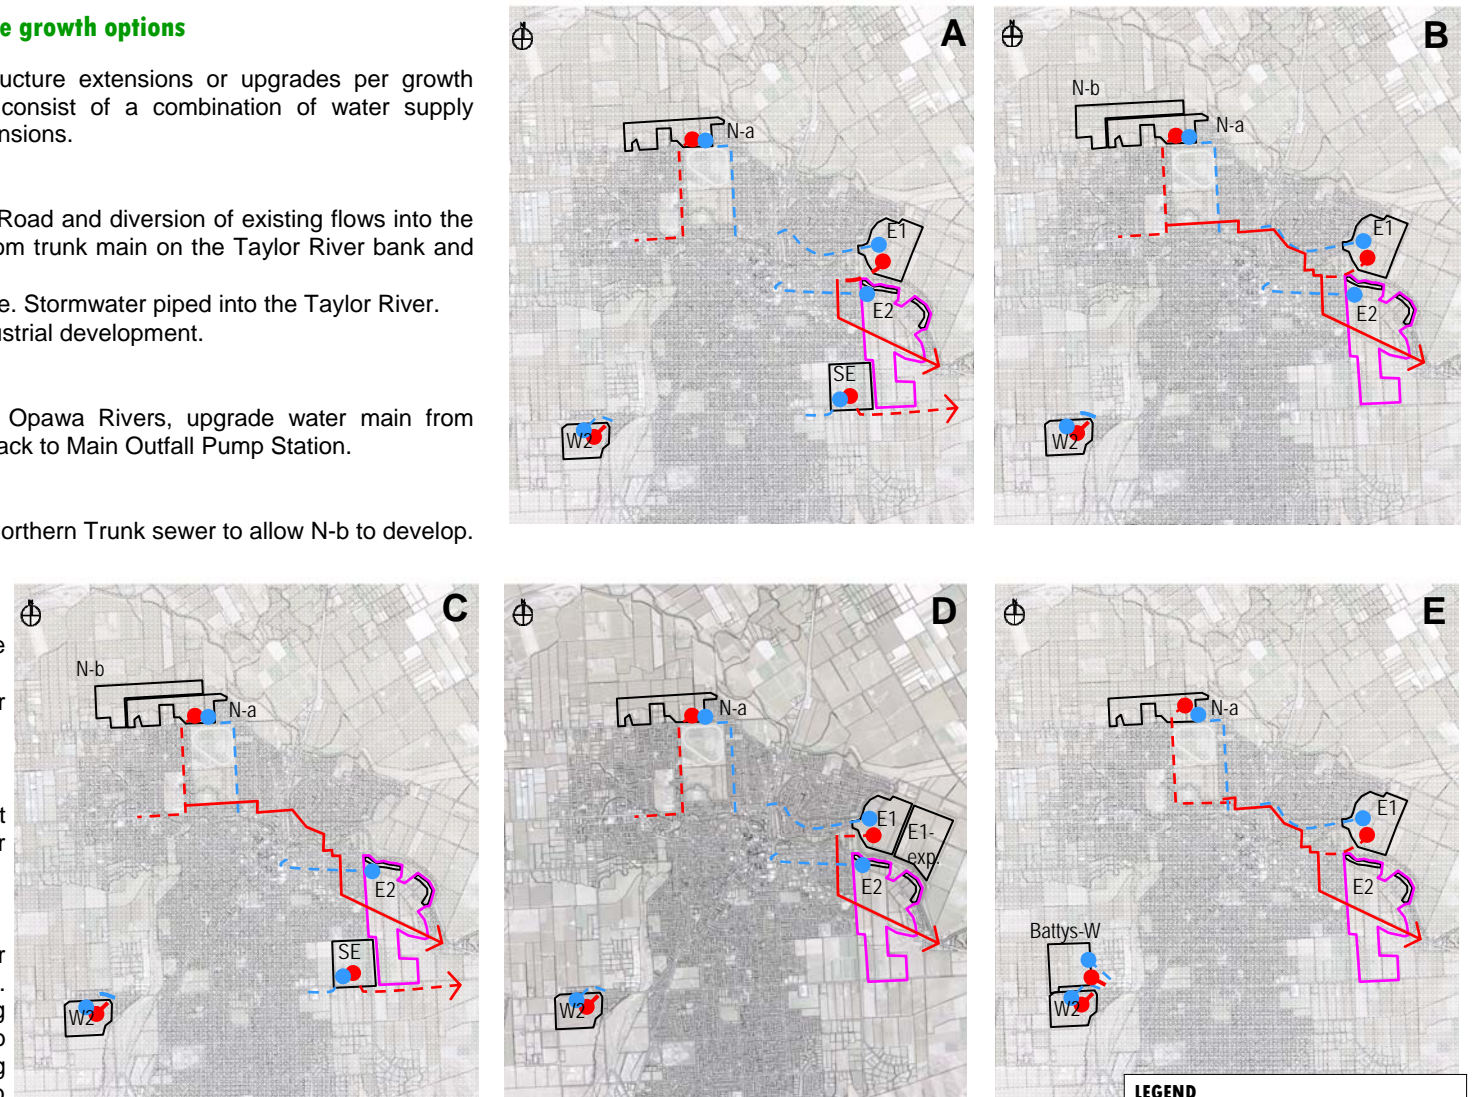 e growth options
ucture extensions or upgrades per growth
consist of a combination of water supply
ensions.
Road and diversion of existing flows into the
om trunk main on the Taylor River bank and
e. Stormwater piped into the Taylor River.
ustrial development.
Opawa Rivers, upgrade water main from
ack to Main Outfall Pump Station.
orthern Trunk sewer to allow N-b to develop.
e
r
t
r
r
.
g
o
g
A
N
N-a
E1
E2
SE
W2
B
N
N-b
N-a
E1
E2
W2
C
N
N-b
N-a
E2
SE
W2
D
N
N-a
E1
E1-
exp.
E2
W2
E
N
N-a
E1
E2
Battys-W
W2
LEGEND